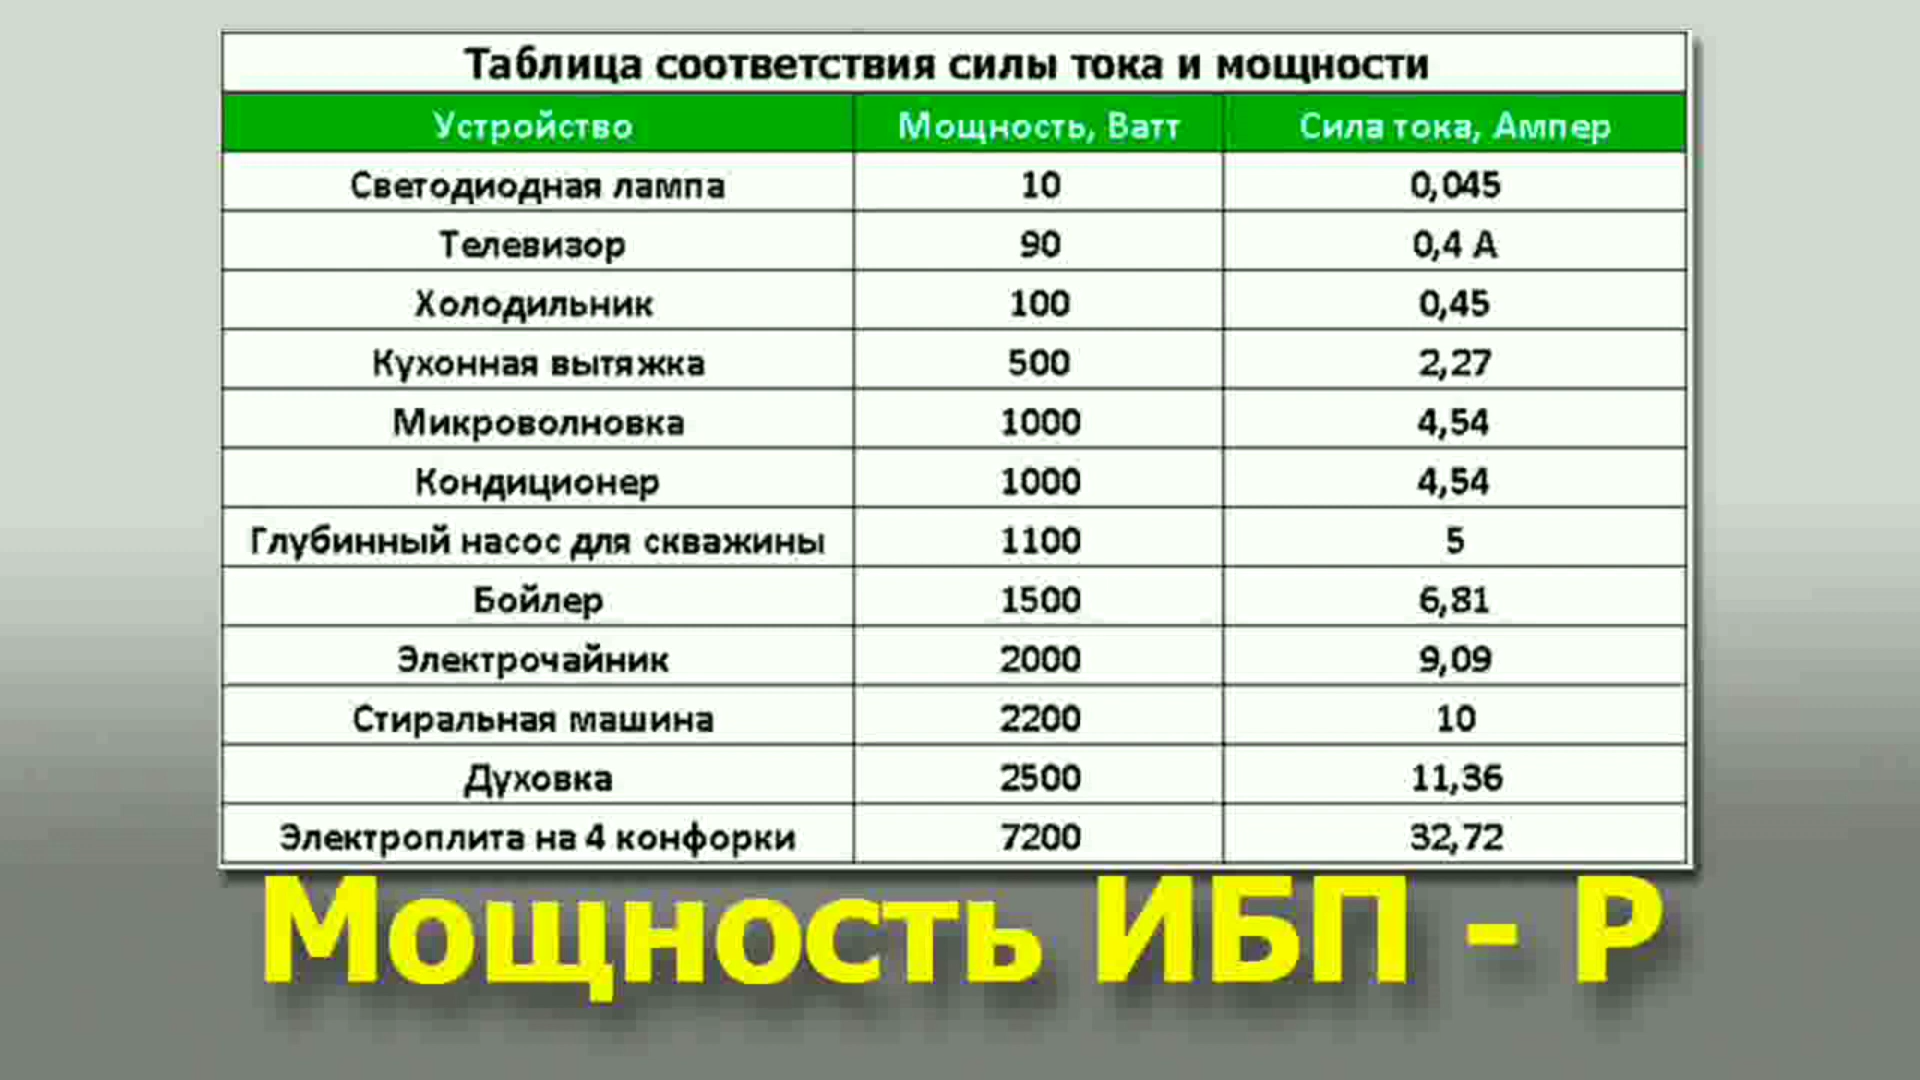 Таблица соответствия силы тока и мощности
Устройство Мощность, Ватт Сила тока, Ампер
Светодиодная лампа 10 0,045
Телевизор 90 0,4 А
Холодильник 100 0,45
Кухонная вытяжка 500 2,27
Микроволновка 1000 4,54
Кондиционер 1000 4,54
Глубинный насос для скважины 1100 5
Бойлер 1500 6,81
Электрочайник 2000 9,09
Стиральная машина 2200 10
Духовка 2500 11,36
Электроплита на 4 конфорки 7200 32,72
Мощность ИБП - Р